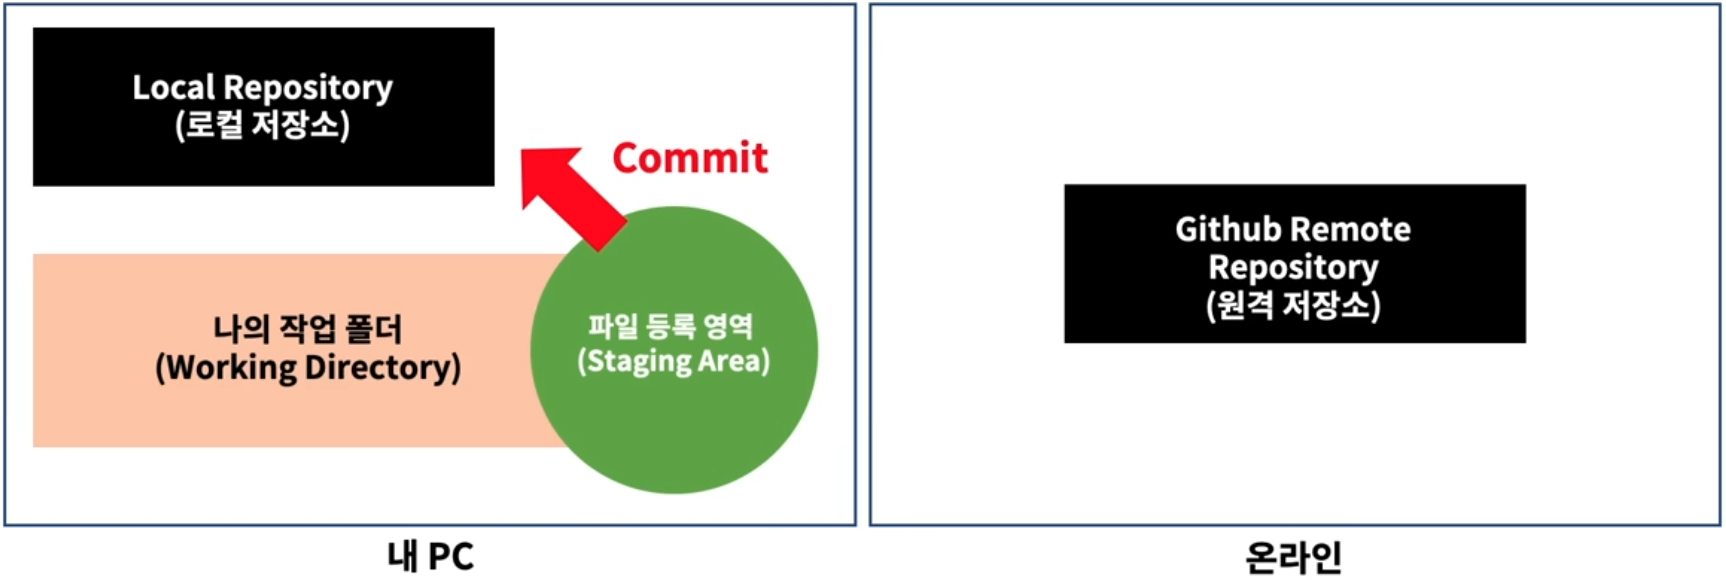 Local Repository
(로컬 저장소)
Commit
나의 작업 폴더
(Working Directory)
파일 등록 영역
(Staging Area)
내 PC
Github Remote
Repository
(원격 저장소)
온라인